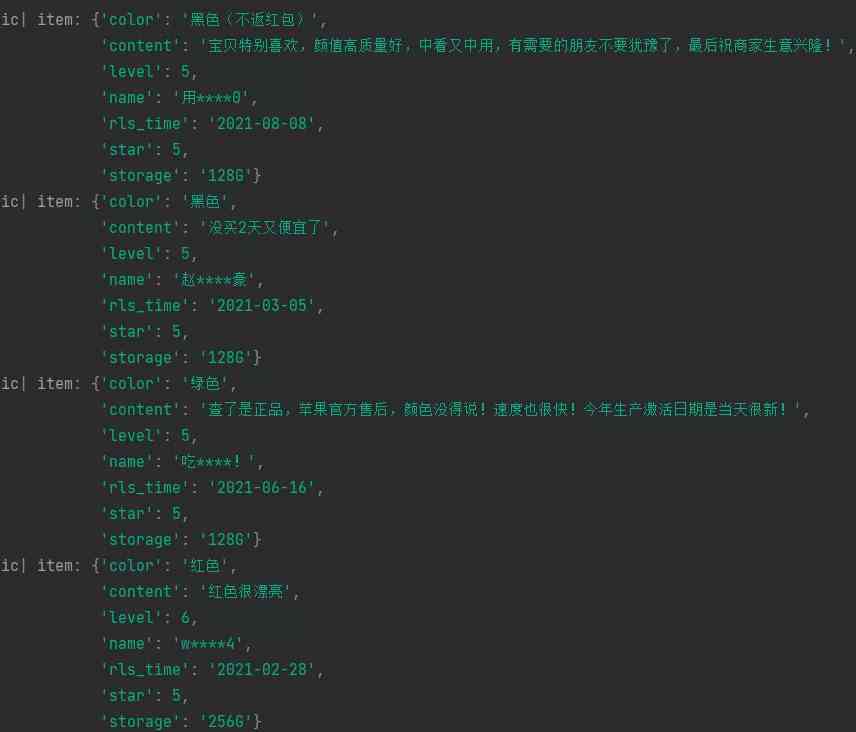 ic| item: {'color': '黑色（不返红包）',
'content': '宝贝特别喜欢，颜值高质量好，中看又中用，有需要的朋友不要犹豫了，最后祝商家生意兴隆！',
'level': 5,
'name': '用****0',
'rls_time': '2021-08-08',
'star': 5,
'storage': '128G'}
ic| item: {'color': '黑色',
'content': '没买2天又便宜了',
'level': 5,
'name': '赵****豪',
'rls_time': '2021-03-05',
'star': 5,
'storage': '128G'}
ic| item: {'color': '绿色',
'content': '查了是正品，苹果官方售后，颜色没得说！速度也很快！今年生产激活日期是当天很新！',
'level': 5,
'name': '吃****！',
'rls_time': '2021-06-16',
'star': 5,
'storage': '128G'}
ic| item: {'color': '红色',
'content': '红色很漂亮',
'level': 6,
'name': 'w****4',
'rls_time': '2021-02-28',
'star': 5,
'storage': '256G'}